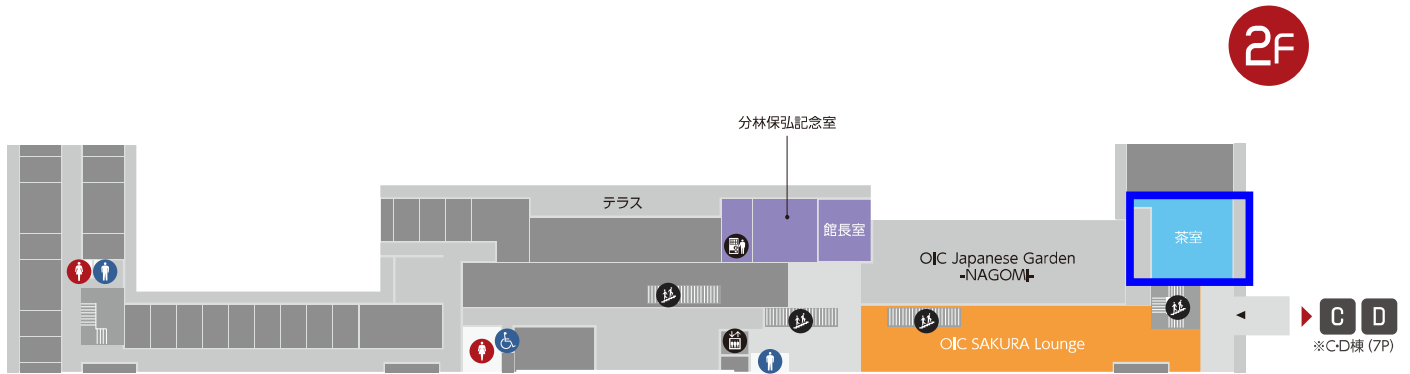 2F
分林保弘記念室
テラス
館長室
茶室
OIC Japanese Garden
-NAGOMI-
OIC SAKURA Lounge
C D
※C・D棟 (7P)